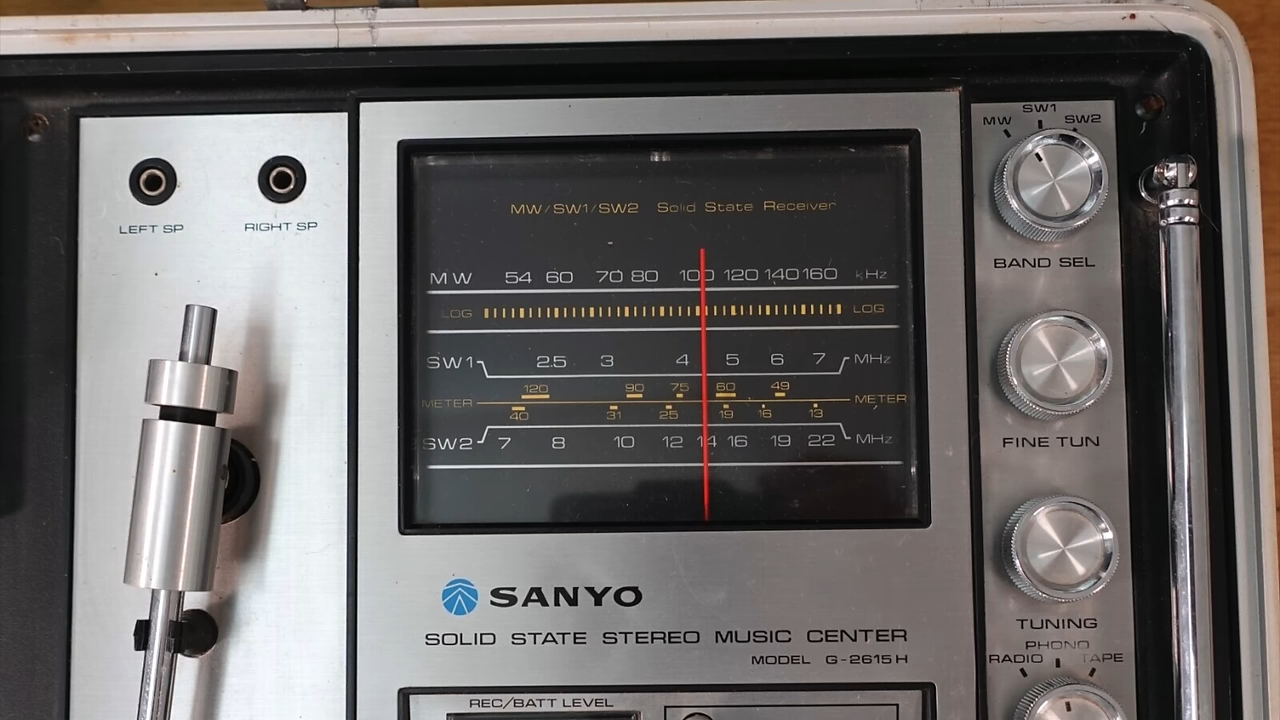 LEFT SP
RIGHT SP
MW/SW1/SW2 Solid State Receiver
MW 54 60 70 80 100 120 140 160 kHz
LOG LOG
SW1 2.5 3 4 5 6 7 MHz
120 90 75 60 49
METER METER
40 31 25 19 16 13
SW2 7 8 10 12 14 16 19 22 MHz
SANYO
SOLID STATE STEREO MUSIC CENTER
MODEL G-2615H
REC/BATT LEVEL
MW SW1 SW2
BAND SEL
FINE TUN
TUNING
PHONO
RADIO TAPE